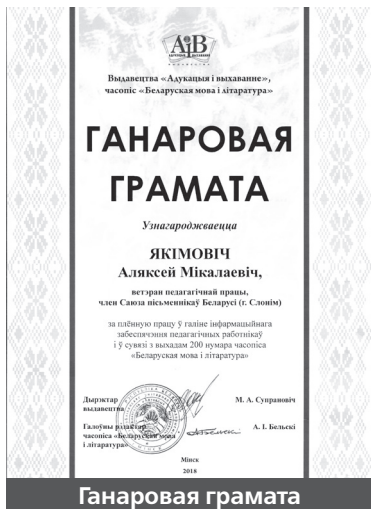 АіВ
Выдавецтва «Адукацыя і выхаванне»,
часопіс «Беларуская мова і літаратура»
ГАНАРОВАЯ
ГРАМАТА
Узнагароджваецца
ЯКІМОВІЧ
Аляксей Мікалаевіч,
ветэран педагагічнай працы,
член Саюза пісьменнікаў Беларусі (г. Слонім)
за плённую працу ў галіне інфармацыйнага
забеспячэння педагагічных работнікаў
і ў сувязі з выхадам 200 нумара часопіса
«Беларуская мова і літаратура»
Дырэктар
выдавецтва
М. А. Супрановіч
Галоўны рэдактар
часопіса «Беларуская мова
і літаратура»
А. І. Бельскі
Мінск
2018
Ганаровая грамата